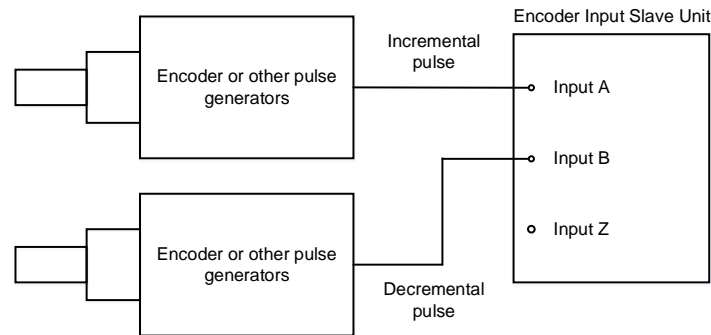 Encoder Input Slave Unit
Incremental
pulse
Encoder or other pulse
generators
Input A
Input B
Input Z
Encoder or other pulse
generators
Decremental
pulse